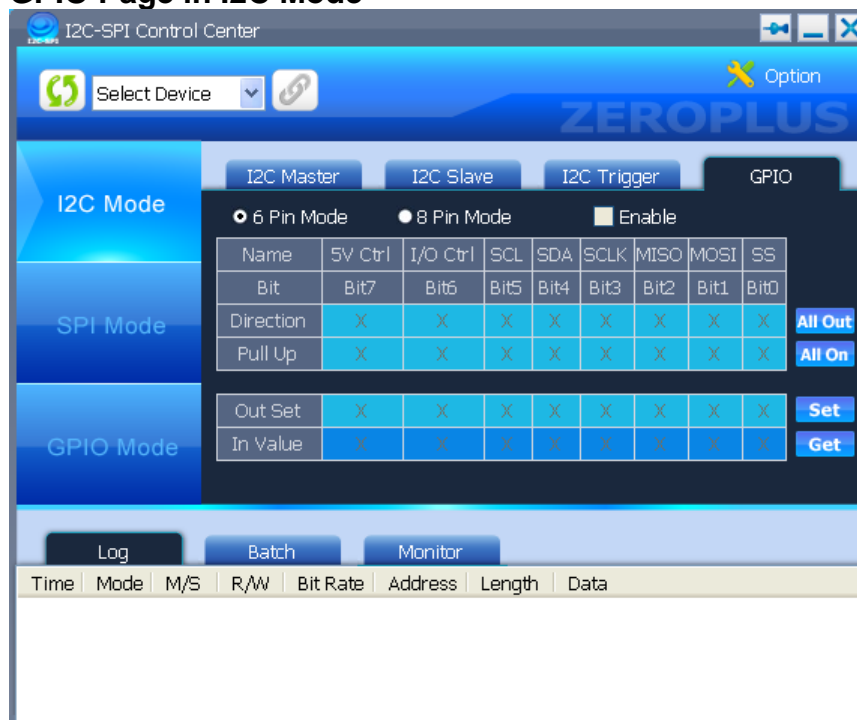 GPIO Page in I2C Mode
I2C-SPI Control Center
Select Device
Option
ZEROPLUS
I2C Master I2C Slave I2C Trigger GPIO
I2C Mode
6 Pin Mode 8 Pin Mode Enable
Name 5V Ctrl I/O Ctrl SCL SDA SCLK MISO MOSI SS
Bit Bit7 Bit6 Bit5 Bit4 Bit3 Bit2 Bit1 Bit0
SPI Mode
Direction X X X X X X X X All Out
Pull Up X X X X X X X X All On
Out Set X X X X X X X X Set
GPIO Mode
In Value X X X X X X X X Get
Log Batch Monitor
Time Mode M/S R/W Bit Rate Address Length Data